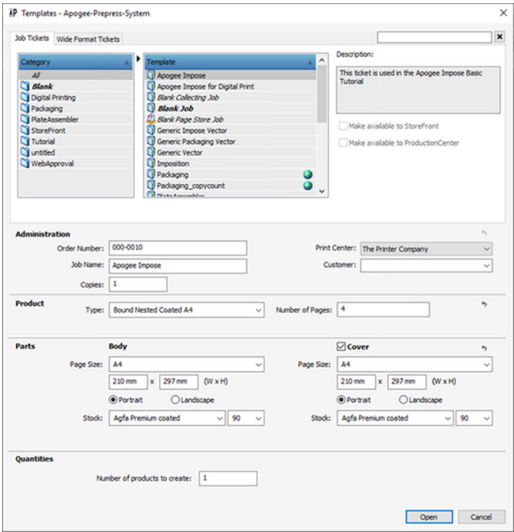 Templates - Apogee-Prepress-System
Job Tickets Wide Format Tickets
Category
All
Blank
Digital Printing
Packaging
PlateAssembler
StoreFront
Tutorial
untitled
WebApproval
Template
Apogee Impose
Apogee Impose for Digital Print
Blank Collecting Job
Blank Job
Blank Page Store Job
Generic Impose Vector
Generic Packaging Vector
Generic Vector
Imposition
Packaging
Packaging_copycount
PlateAssembler
Description:
This ticket is used in the Apogee Impose Basic
Tutorial
Make available to StoreFront
Make available to ProductionCenter
Administration
Order Number: 000-0010 Print Center: The Printer Company
Job Name: Apogee Impose Customer:
Copies: 1
Product
Type: Bound Nested Coated A4 Number of Pages: 4
Parts Body Cover
Page Size: A4 Page Size: A4
210 mm x 297 mm (W x H) 210 mm x 297 mm (W x H)
Portrait Landscape Portrait Landscape
Stock: Agfa Premium coated 90 Stock: Agfa Premium coated 90
Quantities
Number of products to create: 1
Open Cancel